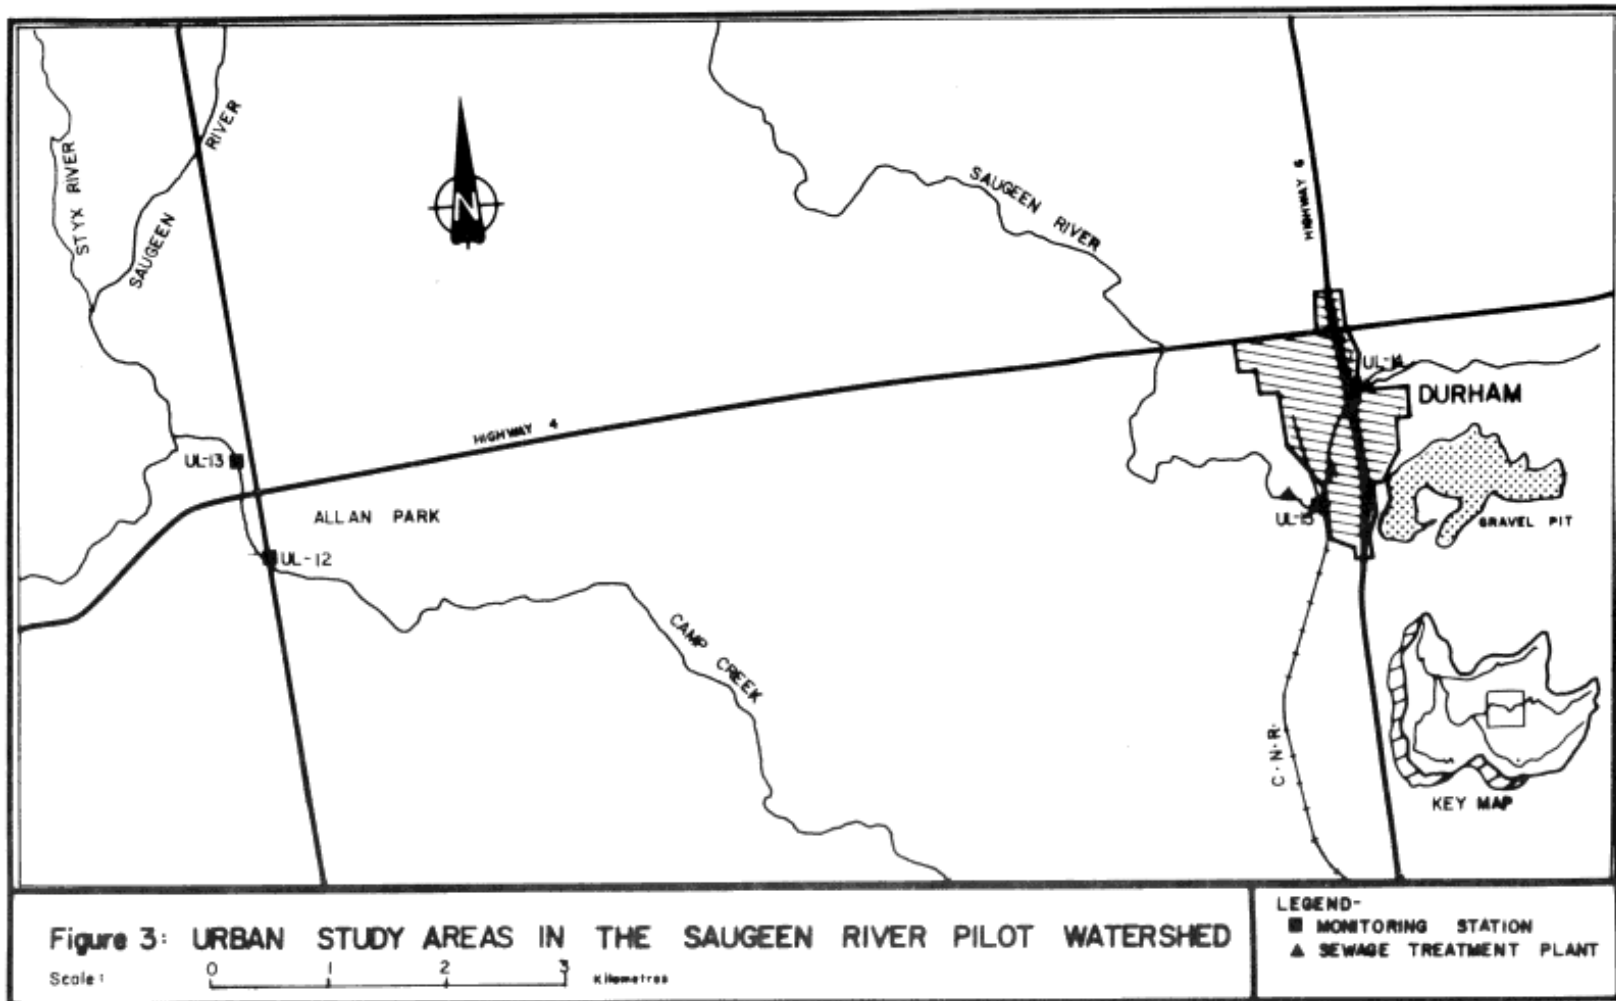 STYX RIVER
SAUGEEN RIVER
N
SAUGEEN RIVER
HIGHWAY 6
UL-14
DURHAM
HIGHWAY 4
UL-13
ALLAN PARK
UL-15
GRAVEL PIT
UL-12
CAMP CREEK
C.N.R.
KEY MAP
Figure 3: URBAN STUDY AREAS IN THE SAUGEEN RIVER PILOT WATERSHED
Scale: 0 1 2 3 Kilometres
LEGEND-
MONITORING STATION
SEWAGE TREATMENT PLANT